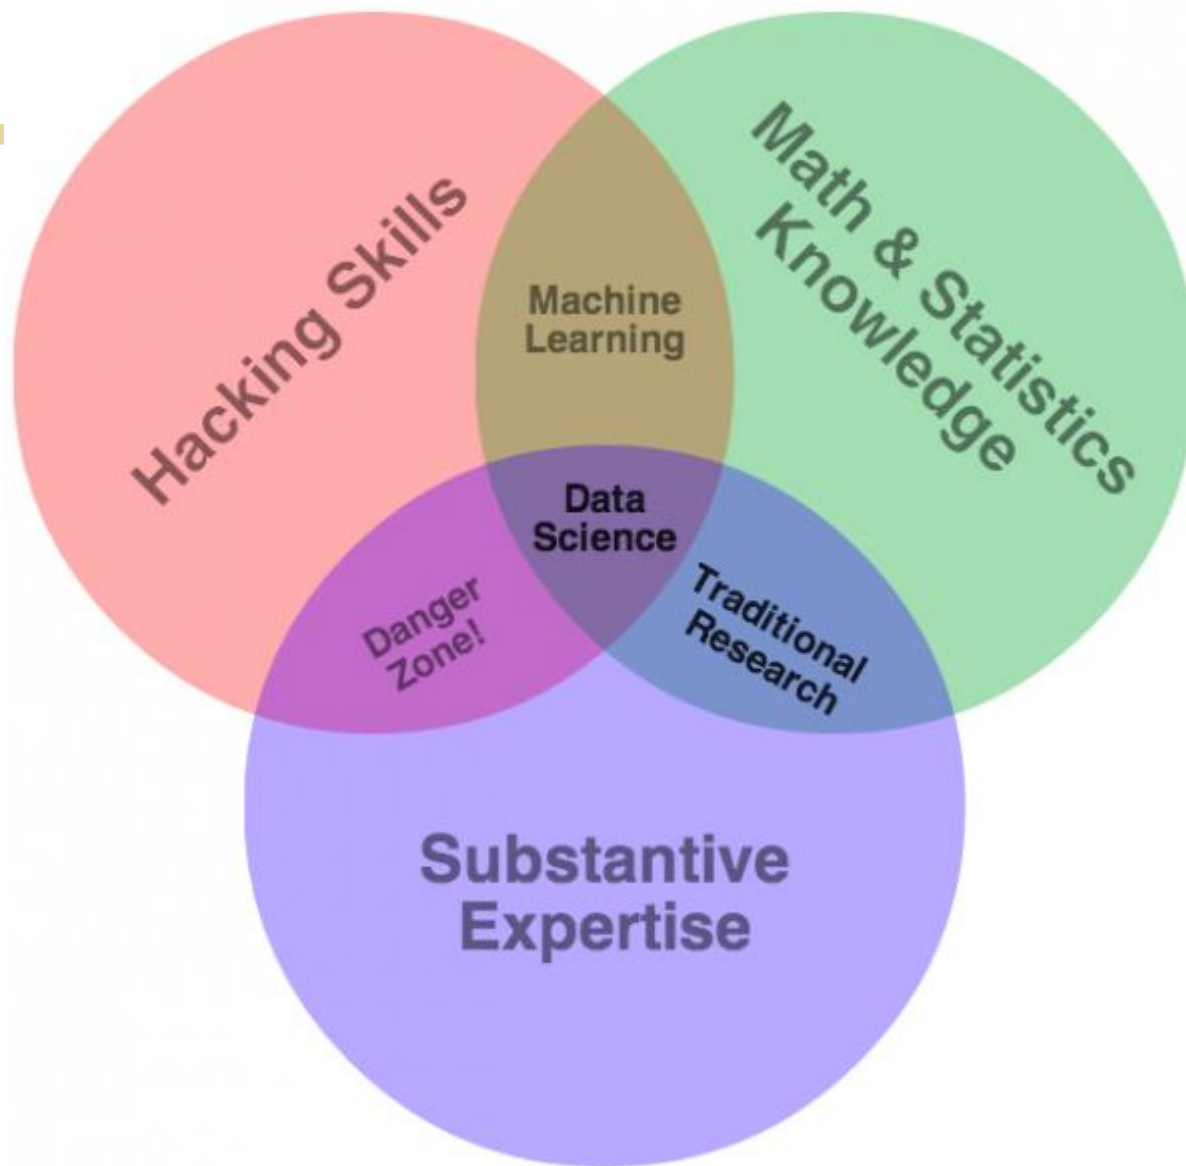 Hacking Skills
Math & Statistics
Knowledge
Machine
Learning
Data
Science
Danger
Zone!
Traditional
Research
Substantive
Expertise